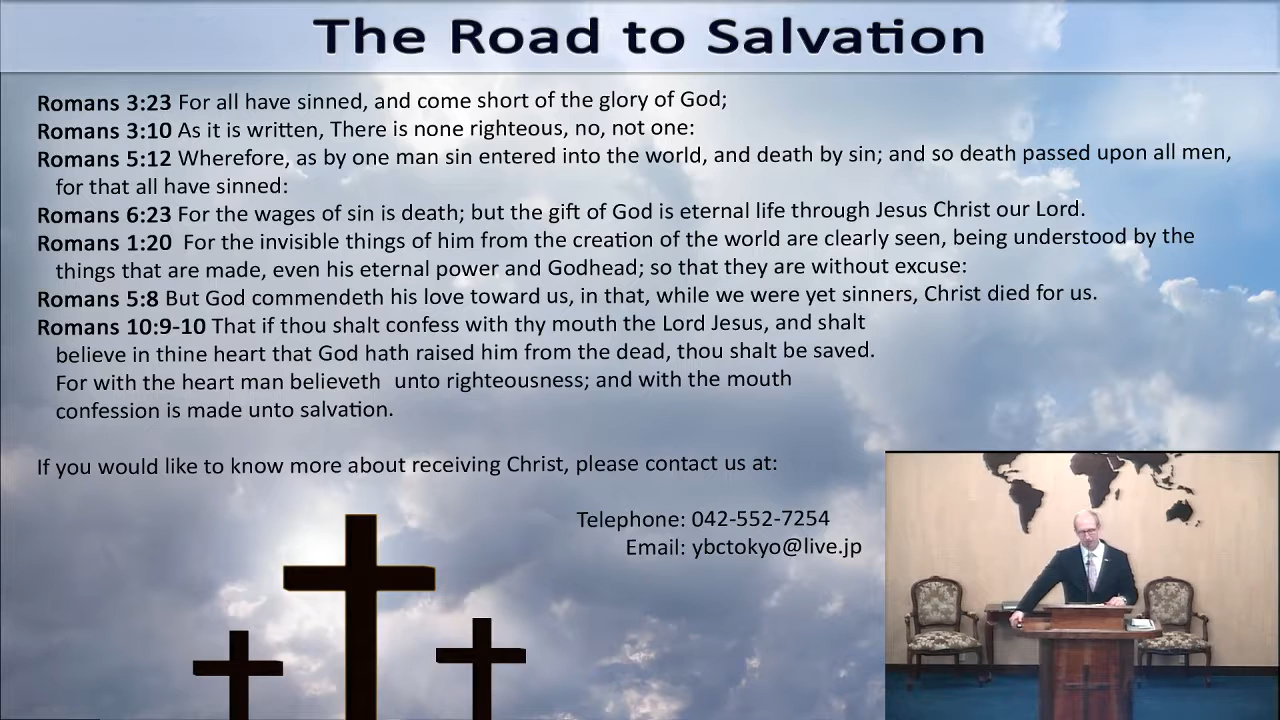 The Road to Salvation
Romans 3:23 For all have sinned, and come short of the glory of God;
Romans 3:10 As it is written, There is none righteous, no, not one:
Romans 5:12 Wherefore, as by one man sin entered into the world, and death by sin; and so death passed upon all men,
for that all have sinned:
Romans 6:23 For the wages of sin is death; but the gift of God is eternal life through Jesus Christ our Lord.
Romans 1:20 For the invisible things of him from the creation of the world are clearly seen, being understood by the
things that are made, even his eternal power and Godhead; so that they are without excuse:
Romans 5:8 But God commendeth his love toward us, in that, while we were yet sinners, Christ died for us.
Romans 10:9-10 That if thou shalt confess with thy mouth the Lord Jesus, and shalt
believe in thine heart that God hath raised him from the dead, thou shalt be saved.
For with the heart man believeth unto righteousness; and with the mouth
confession is made unto salvation.
If you would like to know more about receiving Christ, please contact us at:
Telephone: 042-552-7254
Email: ybctokyo@live.jp